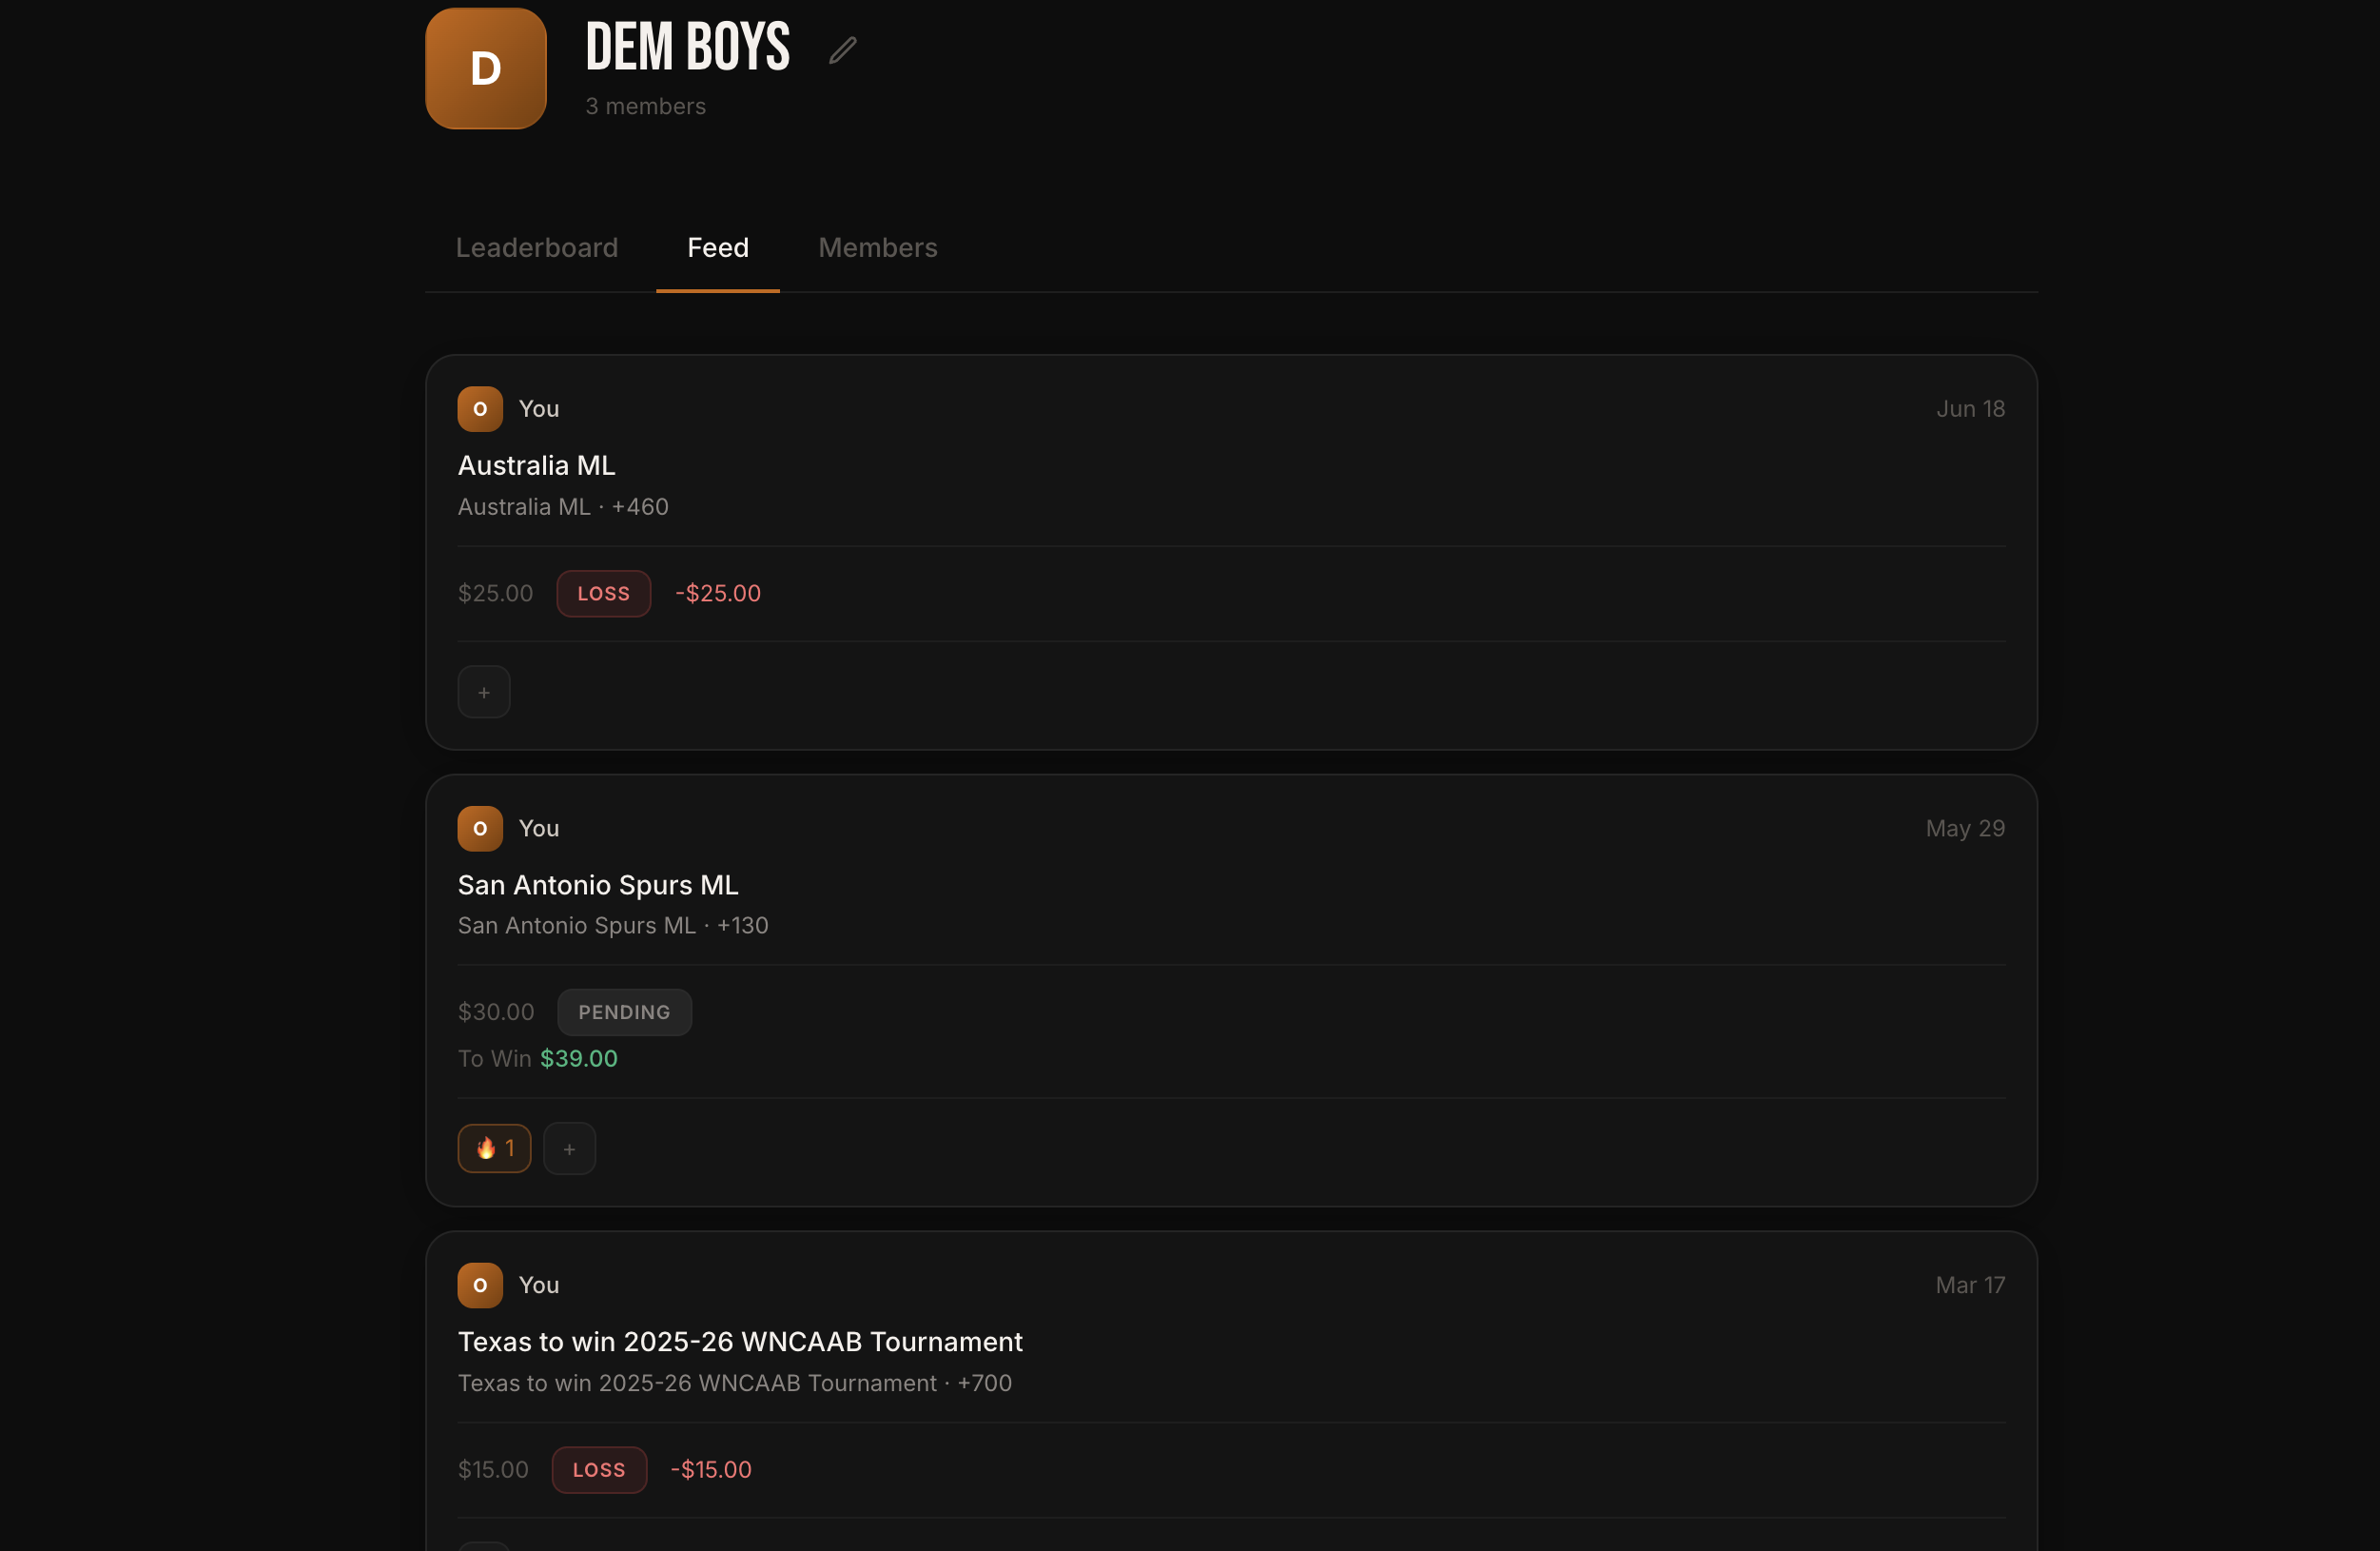 D
DEM BOYS
3 members
Leaderboard Feed Members
O You Jun 18
Australia ML
Australia ML · +460
$25.00 LOSS -$25.00
+
O You May 29
San Antonio Spurs ML
San Antonio Spurs ML · +130
$30.00 PENDING
To Win $39.00
🔥 1 +
O You Mar 17
Texas to win 2025-26 WNCAAB Tournament
Texas to win 2025-26 WNCAAB Tournament · +700
$15.00 LOSS -$15.00